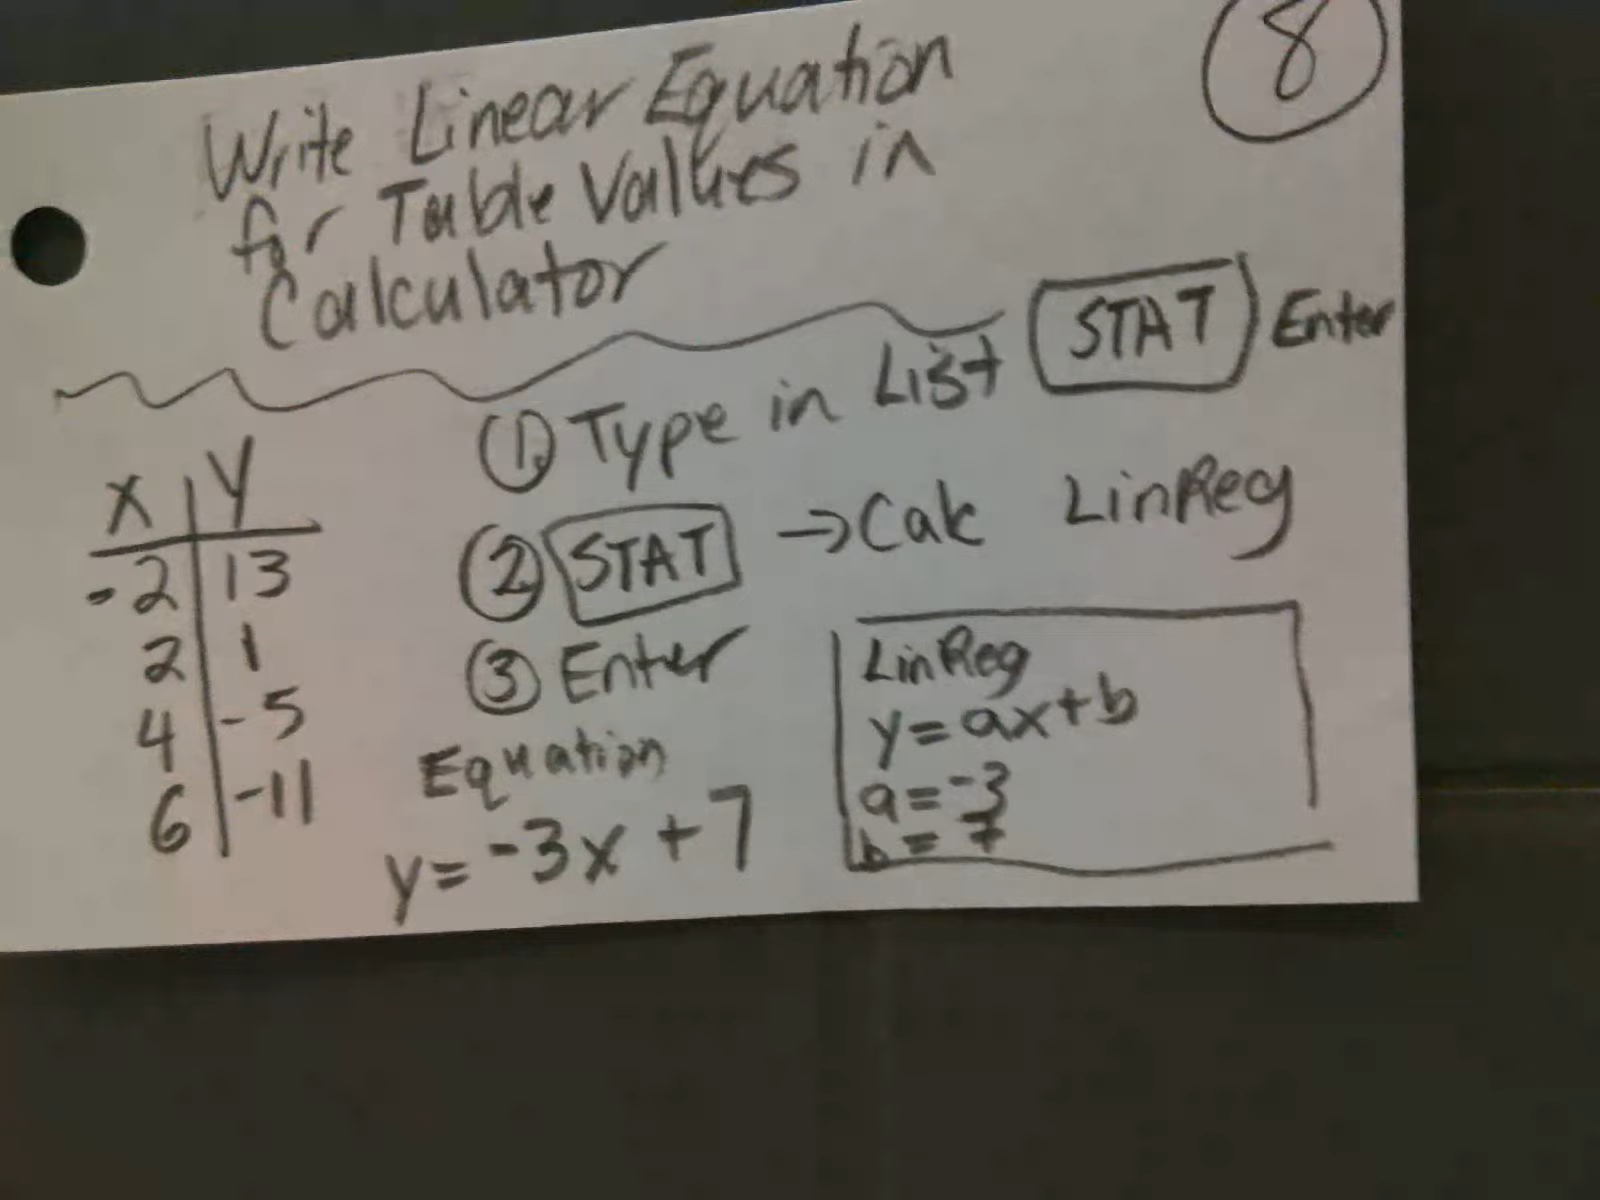 8
Write Linear Equation
for Table Values in
Calculator
① Type in List STAT Enter
② STAT → Calc LinReg
③ Enter
X Y
-2 13
2 1
4 -5
6 -11
Equation
y = -3x + 7
LinReg
y = ax+b
a = -3
b = 7